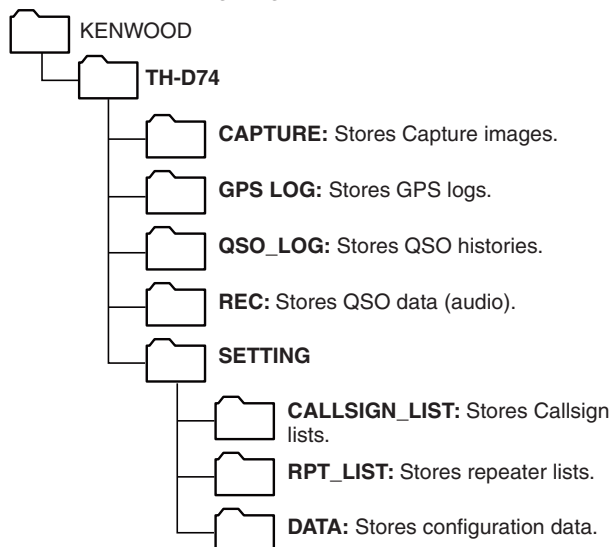 KENWOOD
TH-D74
CAPTURE: Stores Capture images.
GPS LOG: Stores GPS logs.
QSO_LOG: Stores QSO histories.
REC: Stores QSO data (audio).
SETTING
CALLSIGN_LIST: Stores Callsign
lists.
RPT_LIST: Stores repeater lists.
DATA: Stores configuration data.